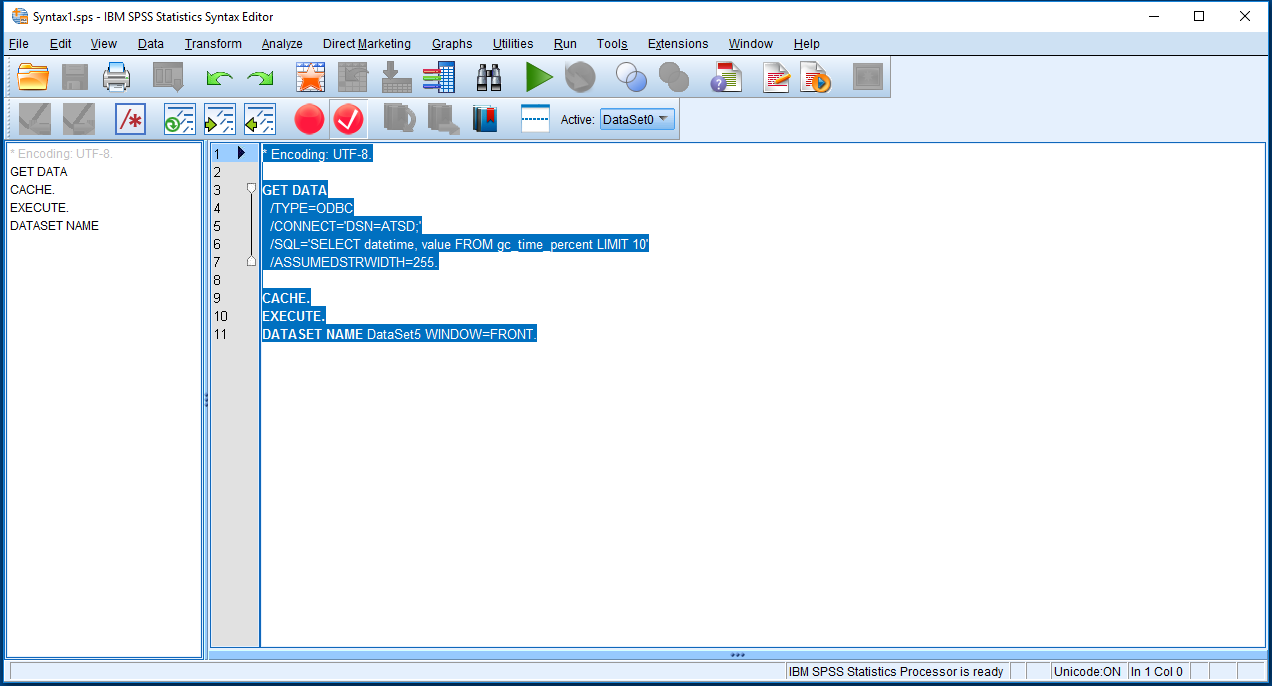 Syntax1.sps - IBM SPSS Statistics Syntax Editor
File Edit View Data Transform Analyze Direct Marketing Graphs Utilities Run Tools Extensions Window Help
/* Active: DataSet0
* Encoding: UTF-8.
GET DATA
CACHE.
EXECUTE.
DATASET NAME
1 * Encoding: UTF-8.
2
3 GET DATA
4 /TYPE=ODBC
5 /CONNECT='DSN=ATSD;'
6 /SQL='SELECT datetime, value FROM gc_time_percent LIMIT 10'
7 /ASSUMEDSTRWIDTH=255.
8
9 CACHE.
10 EXECUTE.
11 DATASET NAME DataSet5 WINDOW=FRONT.
IBM SPSS Statistics Processor is ready Unicode:ON In 1 Col 0